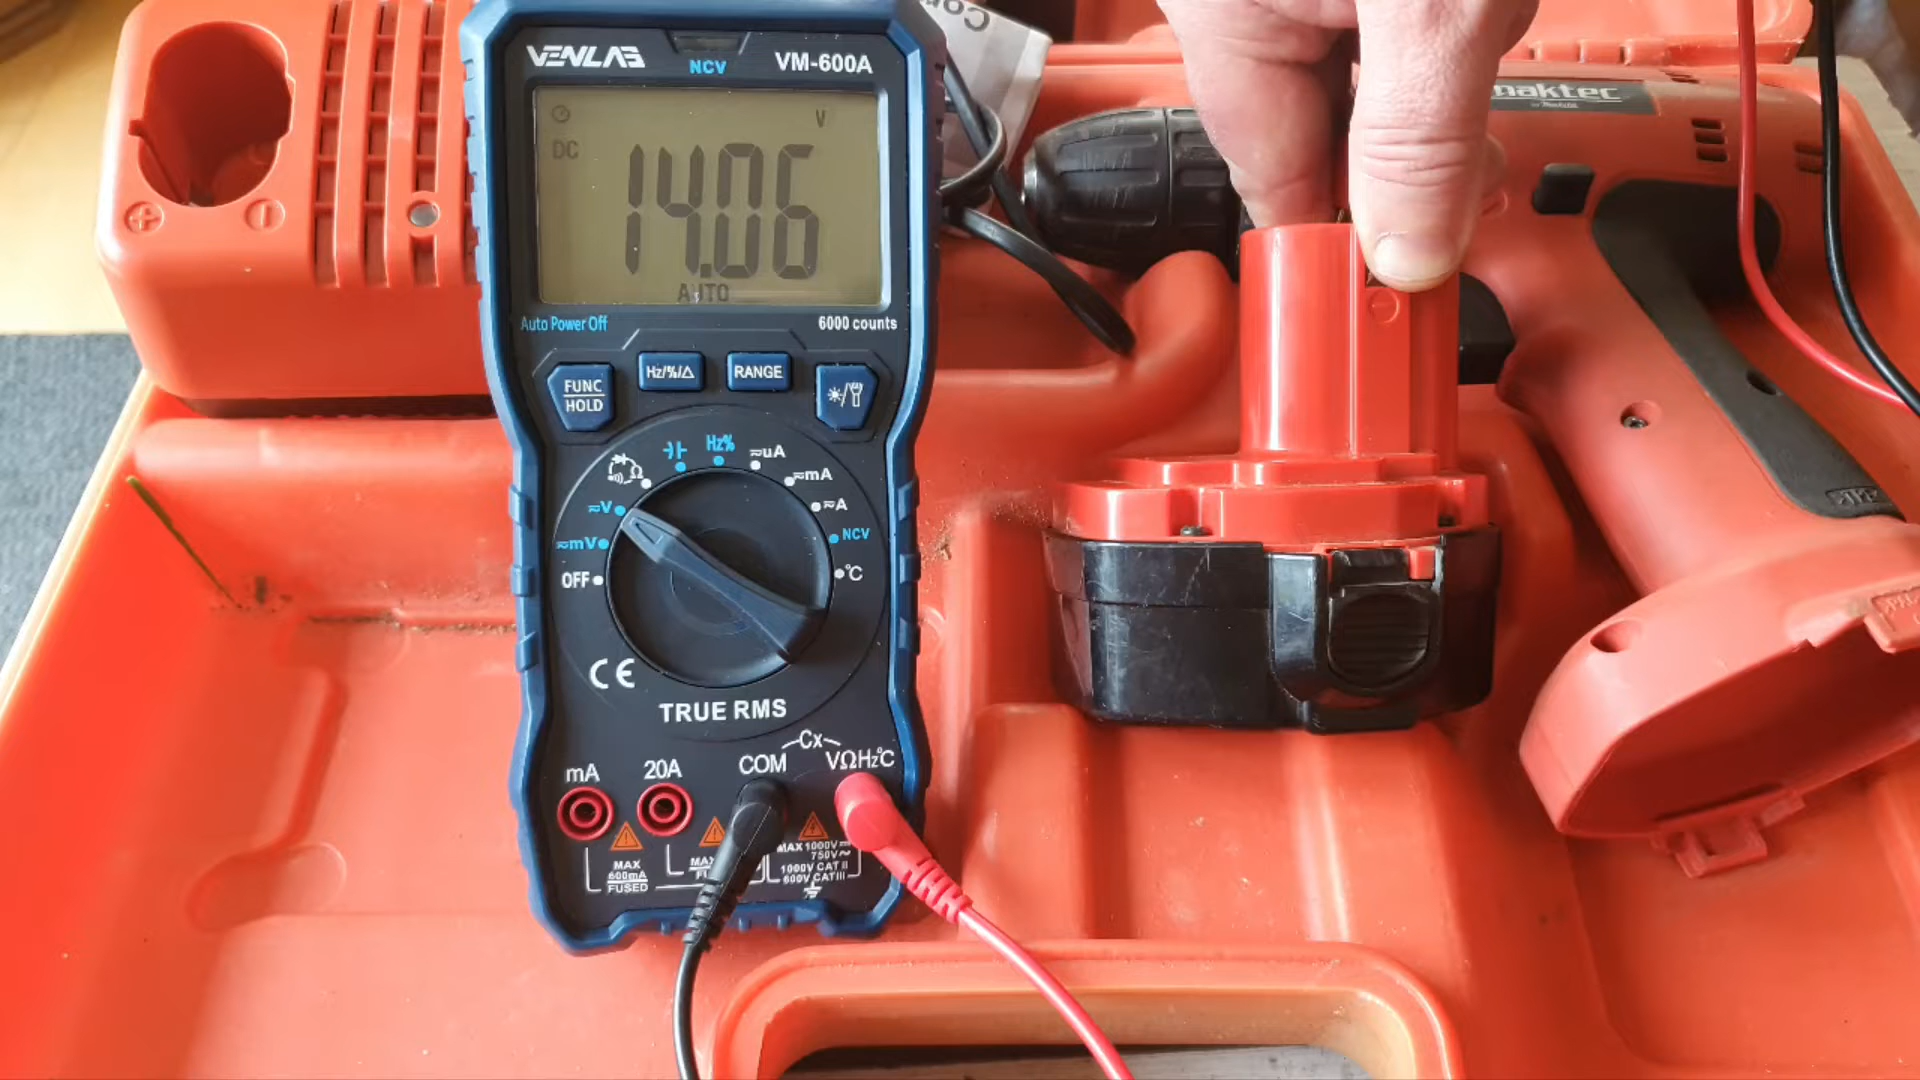 VENLAB
NCV
VM-600A
DC
V
14.06
AUTO
Auto Power Off
6000 counts
FUNC
HOLD
Hz/%/Δ
RANGE
Hz%
Ω
≂uA
≂mA
≂A
NCV
°C
≂V
≂mV
OFF
CE
TRUE RMS
Cx
mA
20A
COM
VΩHz°C
MAX
600mA
FUSED
MAX
MAX 1000V⎓
750V~
1000V CAT II
600V CAT III
maktec
+
−